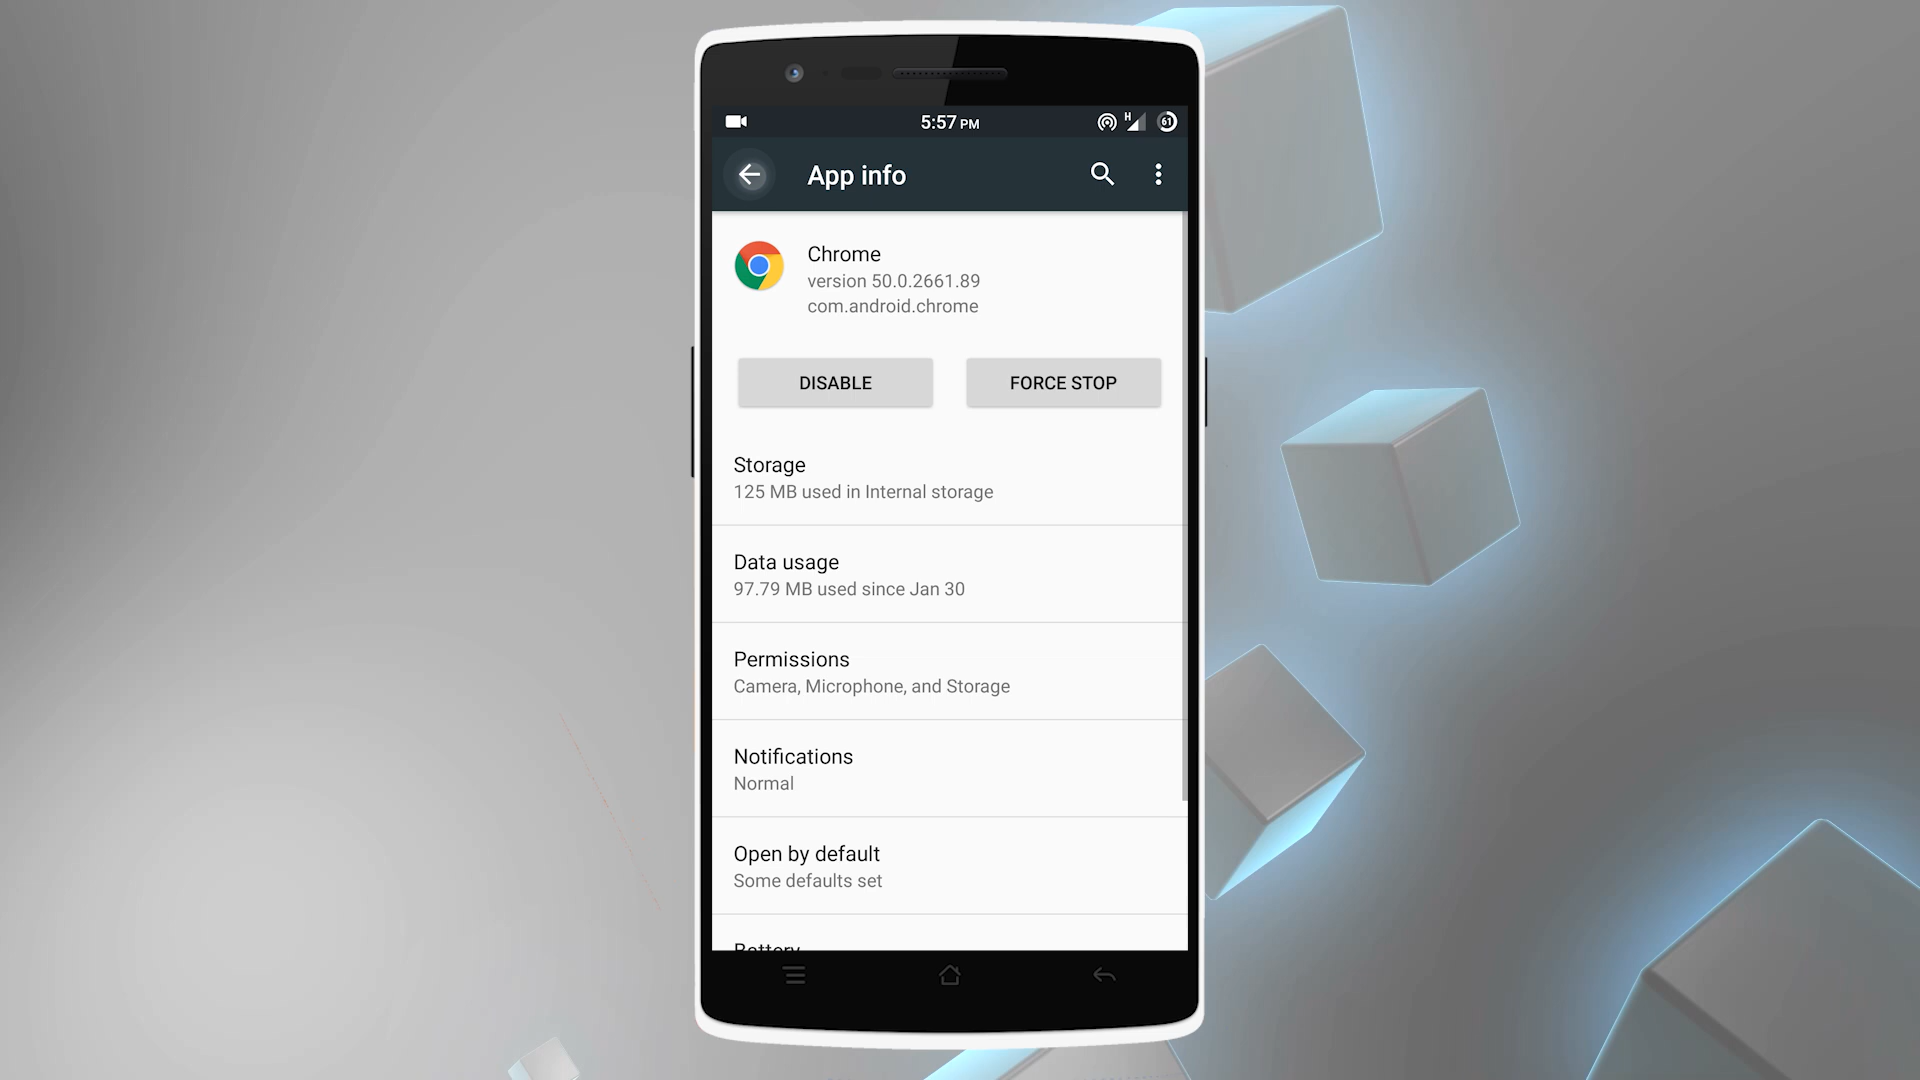 5:57 PM
H
61
App info
Chrome
version 50.0.2661.89
com.android.chrome
DISABLE
FORCE STOP
Storage
125 MB used in Internal storage
Data usage
97.79 MB used since Jan 30
Permissions
Camera, Microphone, and Storage
Notifications
Normal
Open by default
Some defaults set
Battery